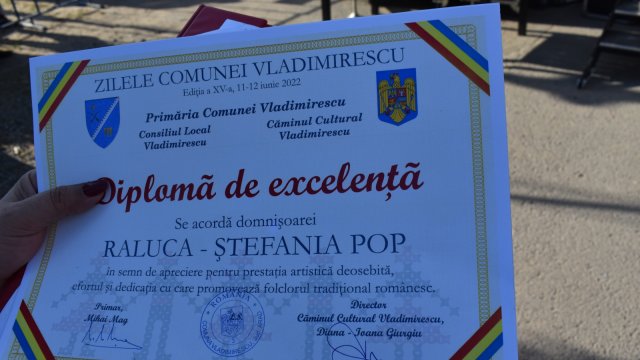 ZILELE COMUNEI VLADIMIRESCU
Ediția a XV-a, 11-12 iunie 2022
Primăria Comunei Vladimirescu
Consiliul Local
Vladimirescu
Căminul Cultural
Vladimirescu
Diplomã de excelențã
Se acordă domnișoarei
RALUCA - ȘTEFANIA POP
în semn de apreciere pentru prestația artistică deosebită,
efortul și dedicația cu care promovează folclorul tradițional românesc.
Primar,
Mihai Mag
ROMÂNIA
Director
Căminul Cultural Vladimirescu,
Diana - Ioana Giurgiu